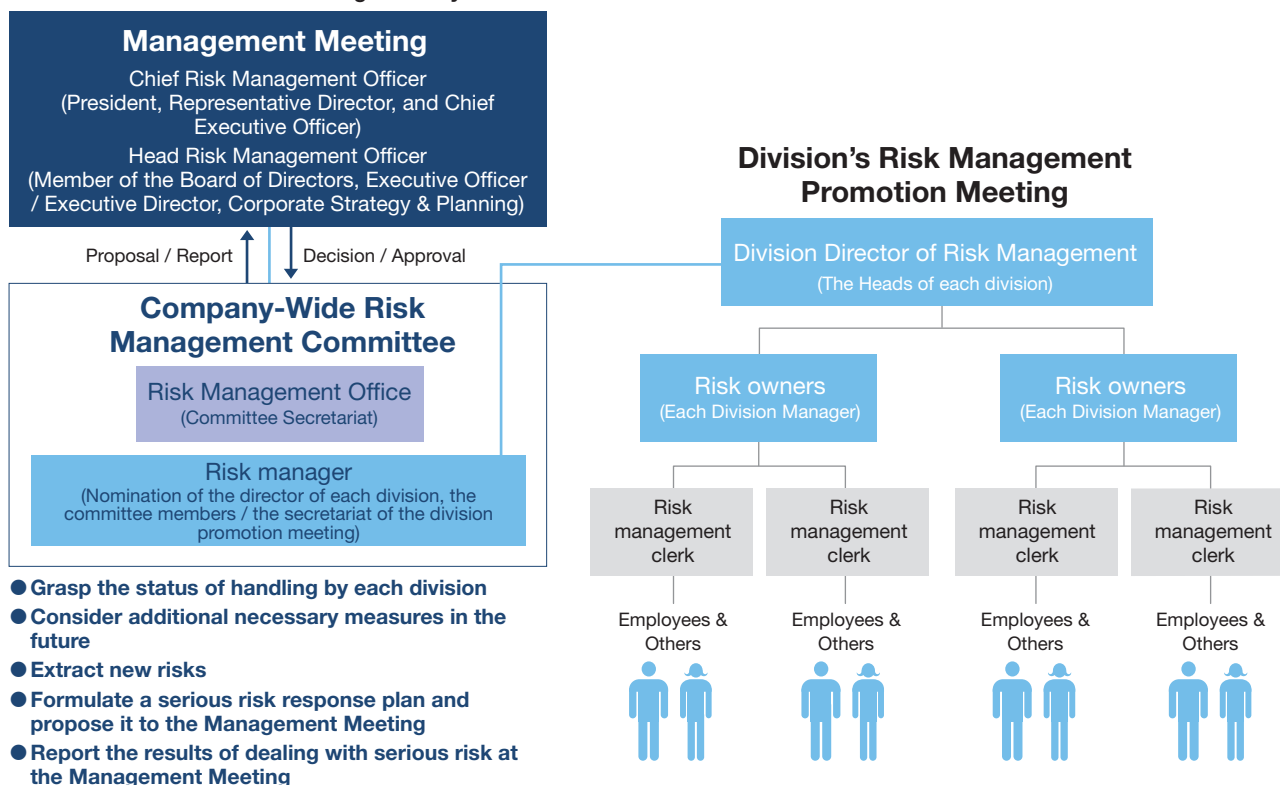 Management Meeting
Chief Risk Management Officer
(President, Representative Director, and Chief
Executive Officer)
Head Risk Management Officer
(Member of the Board of Directors, Executive Officer
/ Executive Director, Corporate Strategy & Planning)
Proposal / Report
Decision / Approval
Company-Wide Risk
Management Committee
Risk Management Office
(Committee Secretariat)
Risk manager
(Nomination of the director of each division, the
committee members / the secretariat of the division
promotion meeting)
● Grasp the status of handling by each division
● Consider additional necessary measures in the
future
● Extract new risks
● Formulate a serious risk response plan and
propose it to the Management Meeting
● Report the results of dealing with serious risk at
the Management Meeting
Division's Risk Management
Promotion Meeting
Division Director of Risk Management
(The Heads of each division)
Risk owners
(Each Division Manager)
Risk owners
(Each Division Manager)
Risk
management
clerk
Risk
management
clerk
Risk
management
clerk
Risk
management
clerk
Employees &
Others
Employees &
Others
Employees &
Others
Employees &
Others